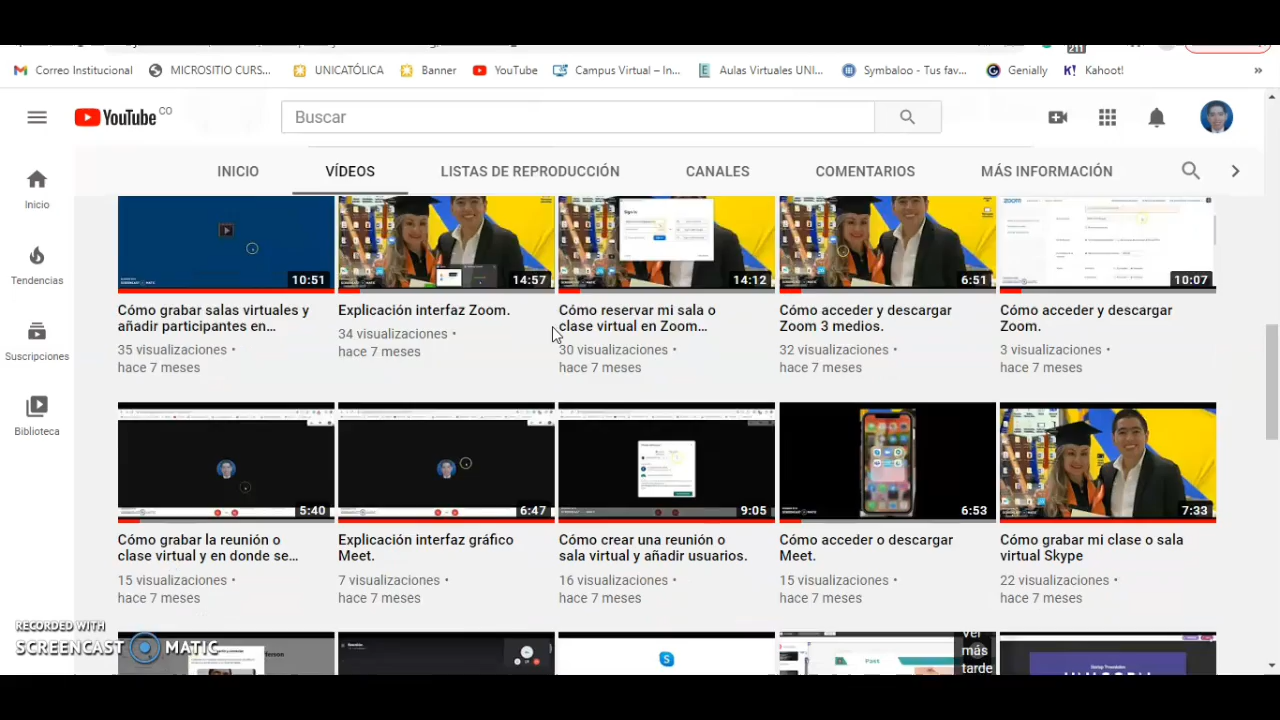 211
Correo Institucional
MICROSITIO CURS...
UNICATÓLICA
Banner
YouTube
Campus Virtual – In...
Aulas Virtuales UNI...
Symbaloo - Tus fav...
Genially
K! Kahoot!
»
YouTube CO
Buscar
INICIO
VÍDEOS
LISTAS DE REPRODUCCIÓN
CANALES
COMENTARIOS
MÁS INFORMACIÓN
Inicio
Tendencias
Suscripciones
Biblioteca
10:51
14:57
Sign In
14:12
6:51
zoom
10:07
Cómo grabar salas virtuales y
añadir participantes en...
35 visualizaciones •
hace 7 meses
Explicación interfaz Zoom.
34 visualizaciones •
hace 7 meses
Cómo reservar mi sala o
clase virtual en Zoom...
30 visualizaciones •
hace 7 meses
Cómo acceder y descargar
Zoom 3 medios.
32 visualizaciones •
hace 7 meses
Cómo acceder y descargar
Zoom.
3 visualizaciones •
hace 7 meses
5:40
6:47
9:05
6:53
7:33
Cómo grabar la reunión o
clase virtual y en donde se...
15 visualizaciones •
hace 7 meses
Explicación interfaz gráfico
Meet.
7 visualizaciones •
hace 7 meses
Cómo crear una reunión o
sala virtual y añadir usuarios.
16 visualizaciones •
hace 7 meses
Cómo acceder o descargar
Meet.
15 visualizaciones •
hace 7 meses
Cómo grabar mi clase o sala
virtual Skype
22 visualizaciones •
hace 7 meses
RECORDED WITH
SCREENCAST MATIC
fferson
S
Past
Ver
más
tarde